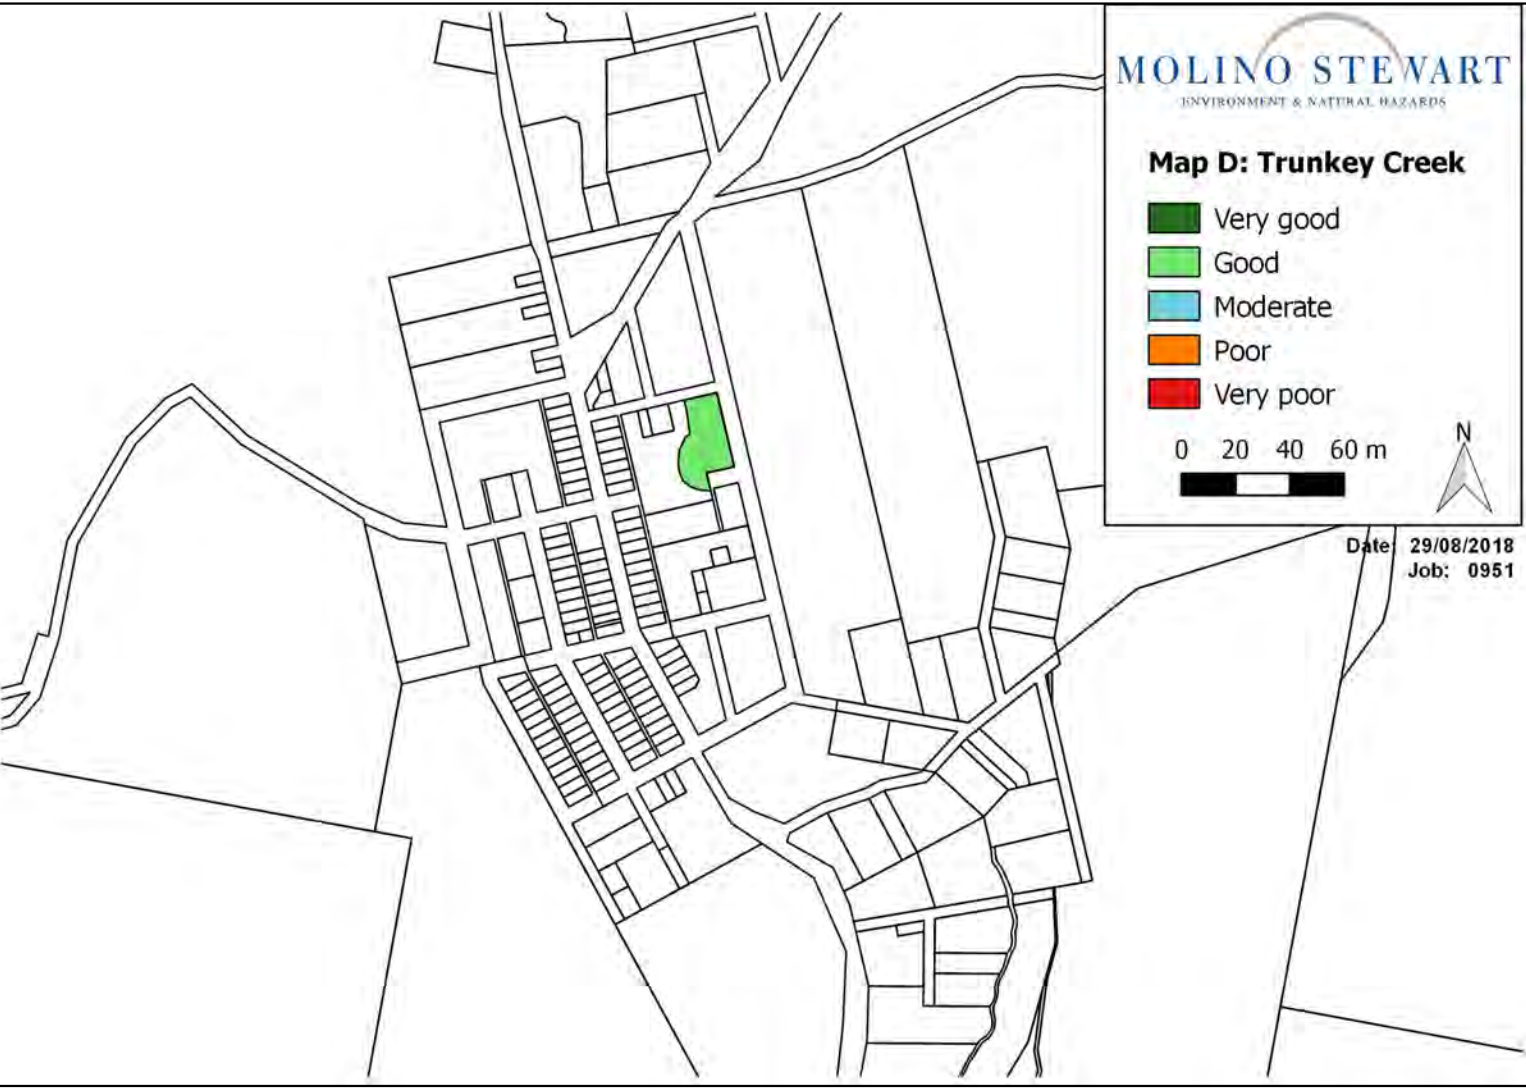 MOLINO STEWART
ENVIRONMENT & NATURAL HAZARDS
Map D: Trunkey Creek
Very good
Good
Moderate
Poor
Very poor
0 20 40 60 m
N
Date: 29/08/2018
Job: 0951